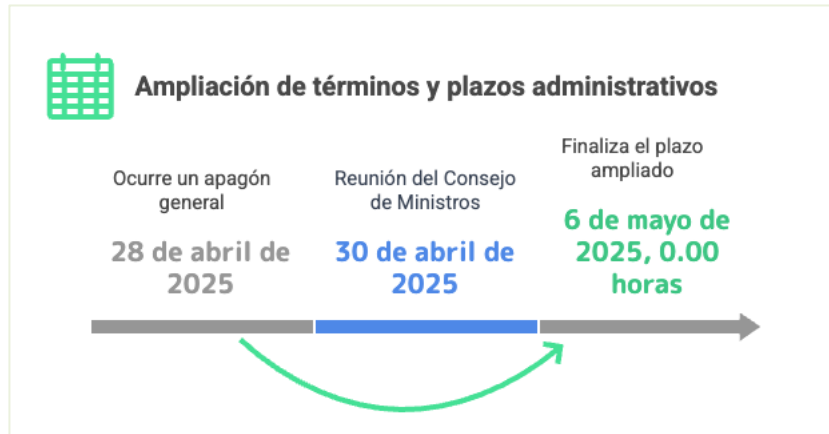 Ampliación de términos y plazos administrativos
Ocurre un apagón
general
28 de abril de
2025
Reunión del Consejo
de Ministros
30 de abril de
2025
Finaliza el plazo
ampliado
6 de mayo de
2025, 0.00
horas